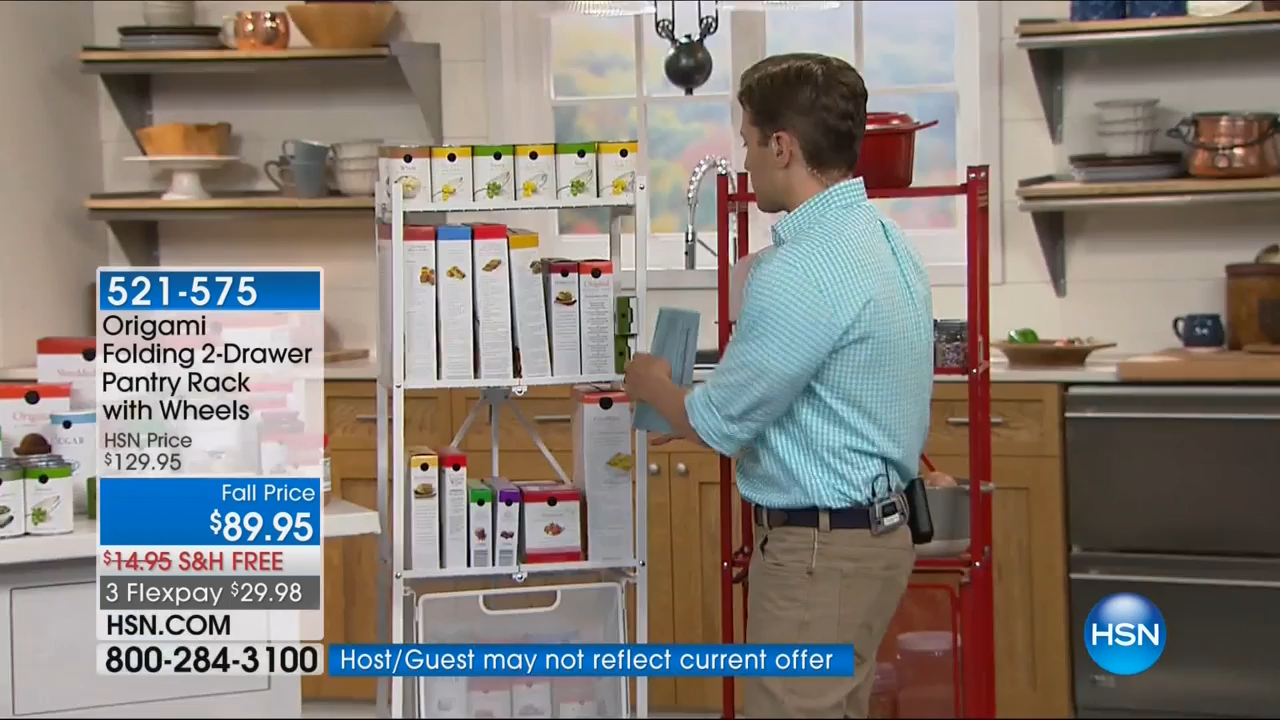 521-575
Origami
Folding 2-Drawer
Pantry Rack
with Wheels
HSN Price
$129.95
Fall Price
$89.95
$14.95 S&H FREE
3 Flexpay $29.98
HSN.COM
800-284-3100
Host/Guest may not reflect current offer
HSN